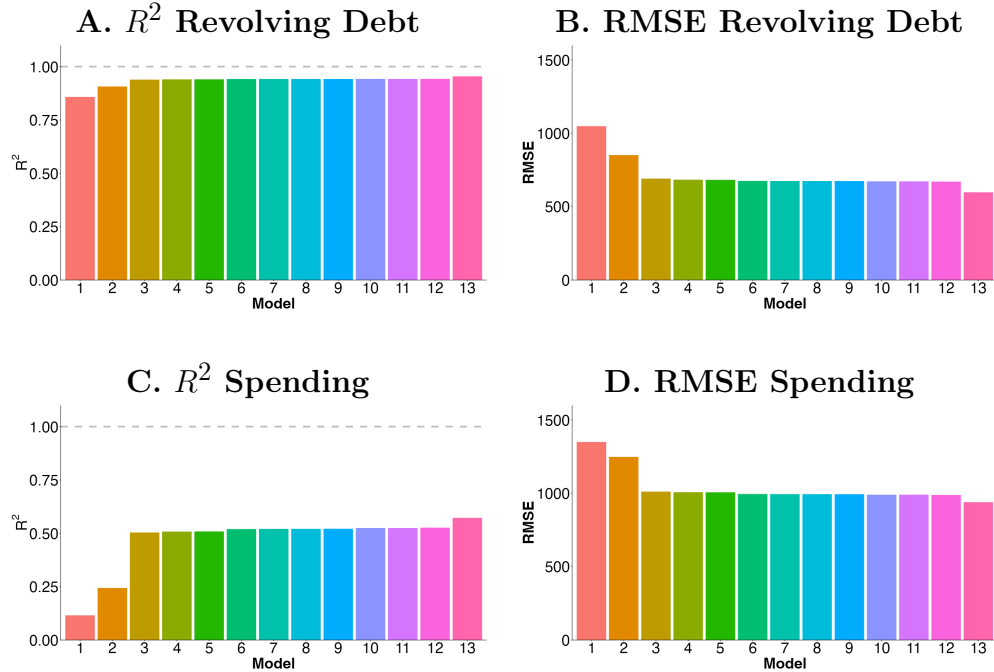 A. R² Revolving Debt
1.00
0.75
0.50
0.25
0.00
R²
1 2 3 4 5 6 7 8 9 10 11 12 13
Model
B. RMSE Revolving Debt
1500
1000
500
0
RMSE
1 2 3 4 5 6 7 8 9 10 11 12 13
Model
C. R² Spending
1.00
0.75
0.50
0.25
0.00
R²
1 2 3 4 5 6 7 8 9 10 11 12 13
Model
D. RMSE Spending
1500
1000
500
0
RMSE
1 2 3 4 5 6 7 8 9 10 11 12 13
Model